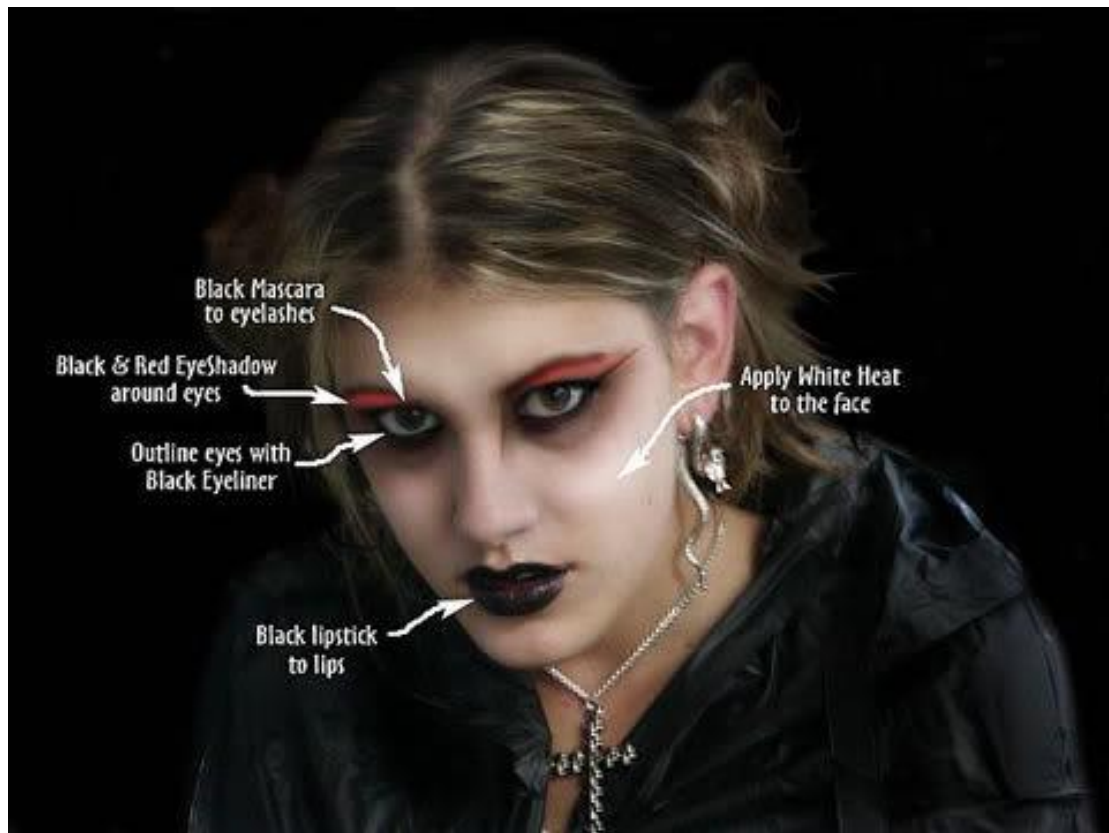 Black Mascara
to eyelashes
Black & Red EyeShadow
around eyes
Outline eyes with
Black Eyeliner
Apply White Heat
to the face
Black lipstick
to lips